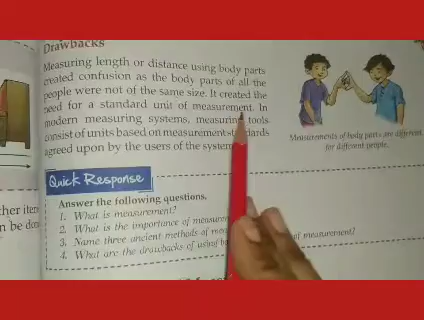 Drawbacks
Measuring length or distance using body parts
created confusion as the body parts of all the
people were not of the same size. It created the
need for a standard unit of measurement. In
modern measuring systems, measuring tools
consist of units based on measurement standards
agreed upon by the users of the system
Measurements of body parts are different
for different people.
Quick Response
Answer the following questions.
1. What is measurement?
2. What is the importance of
3. Name three ancient methods of
of measurement?
4. What are the drawbacks of using